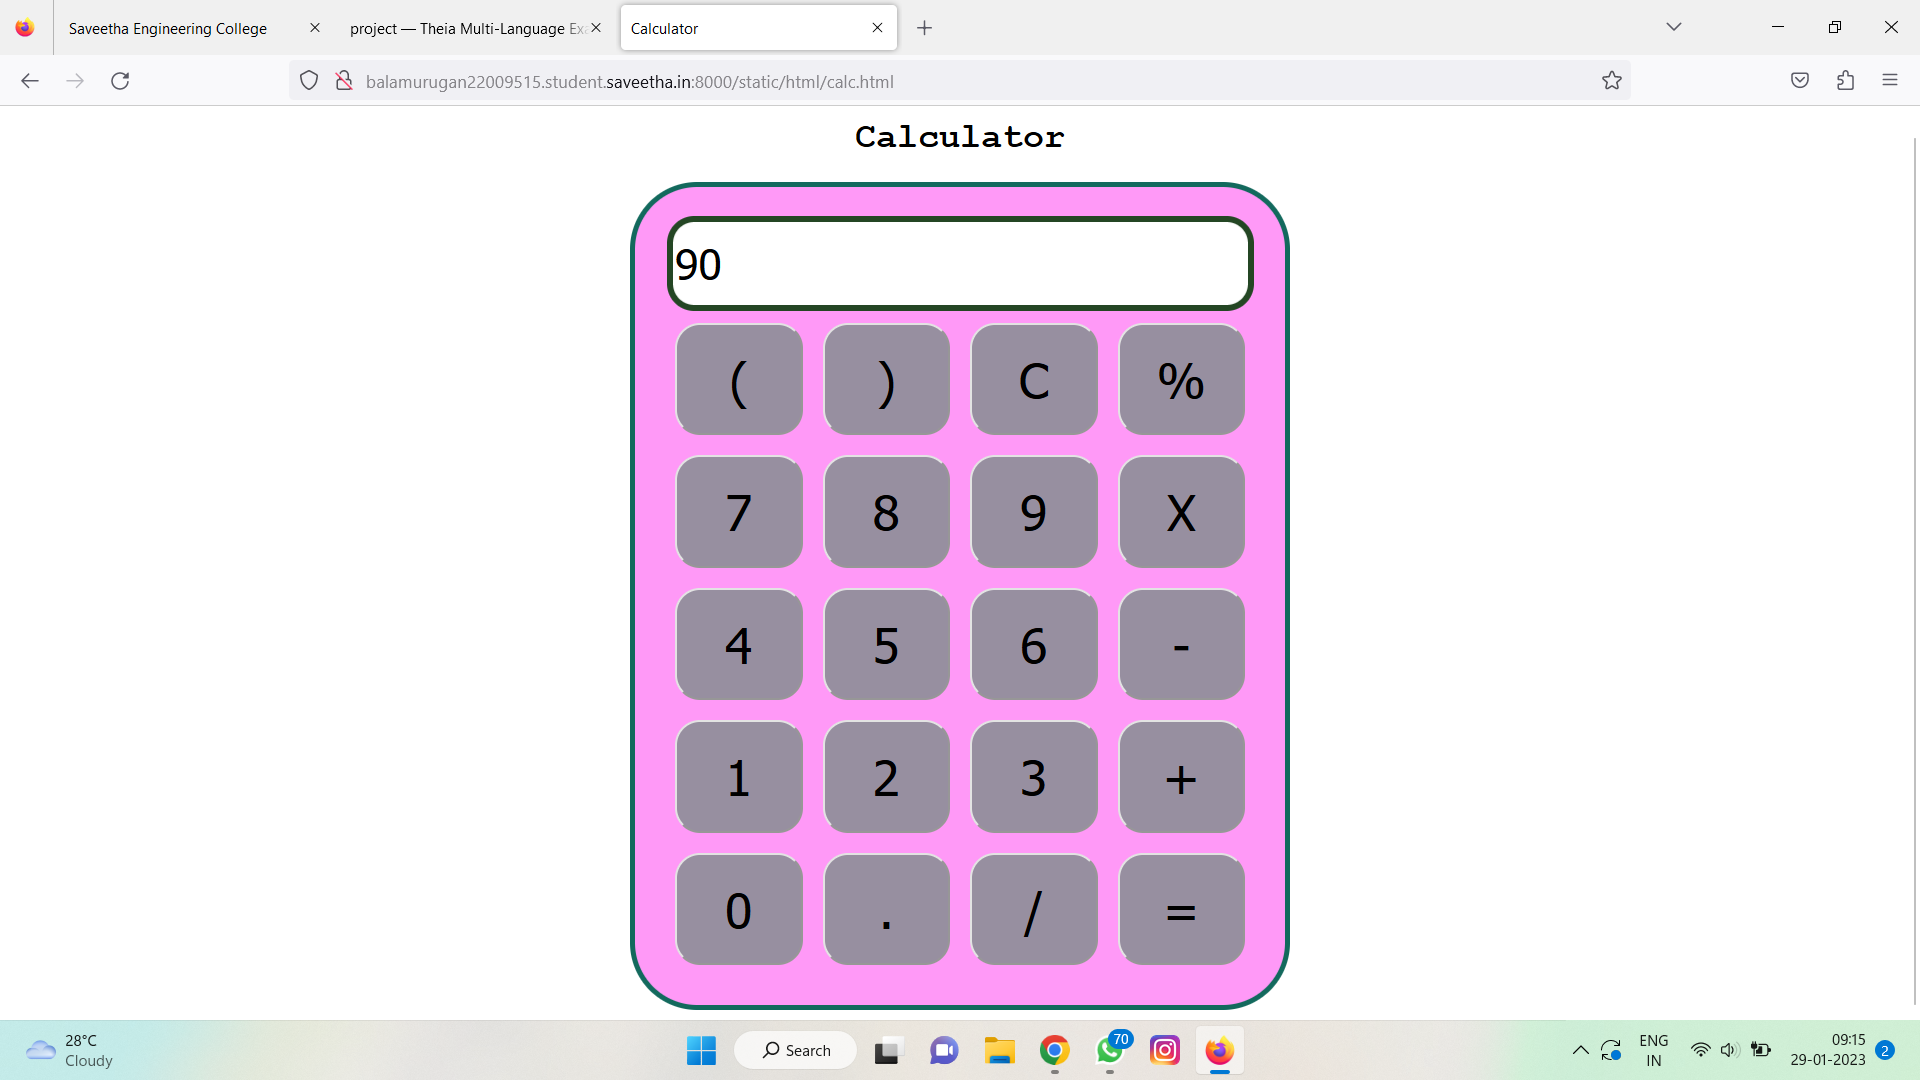 Saveetha Engineering College
project — Theia Multi-Language Exa
Calculator
balamurugan22009515.student.saveetha.in:8000/static/html/calc.html
Calculator
90
( ) C %
7 8 9 X
4 5 6 -
1 2 3 +
0 . / =
28°C
Cloudy
Search
70
ENG
IN
09:15
29-01-2023
2